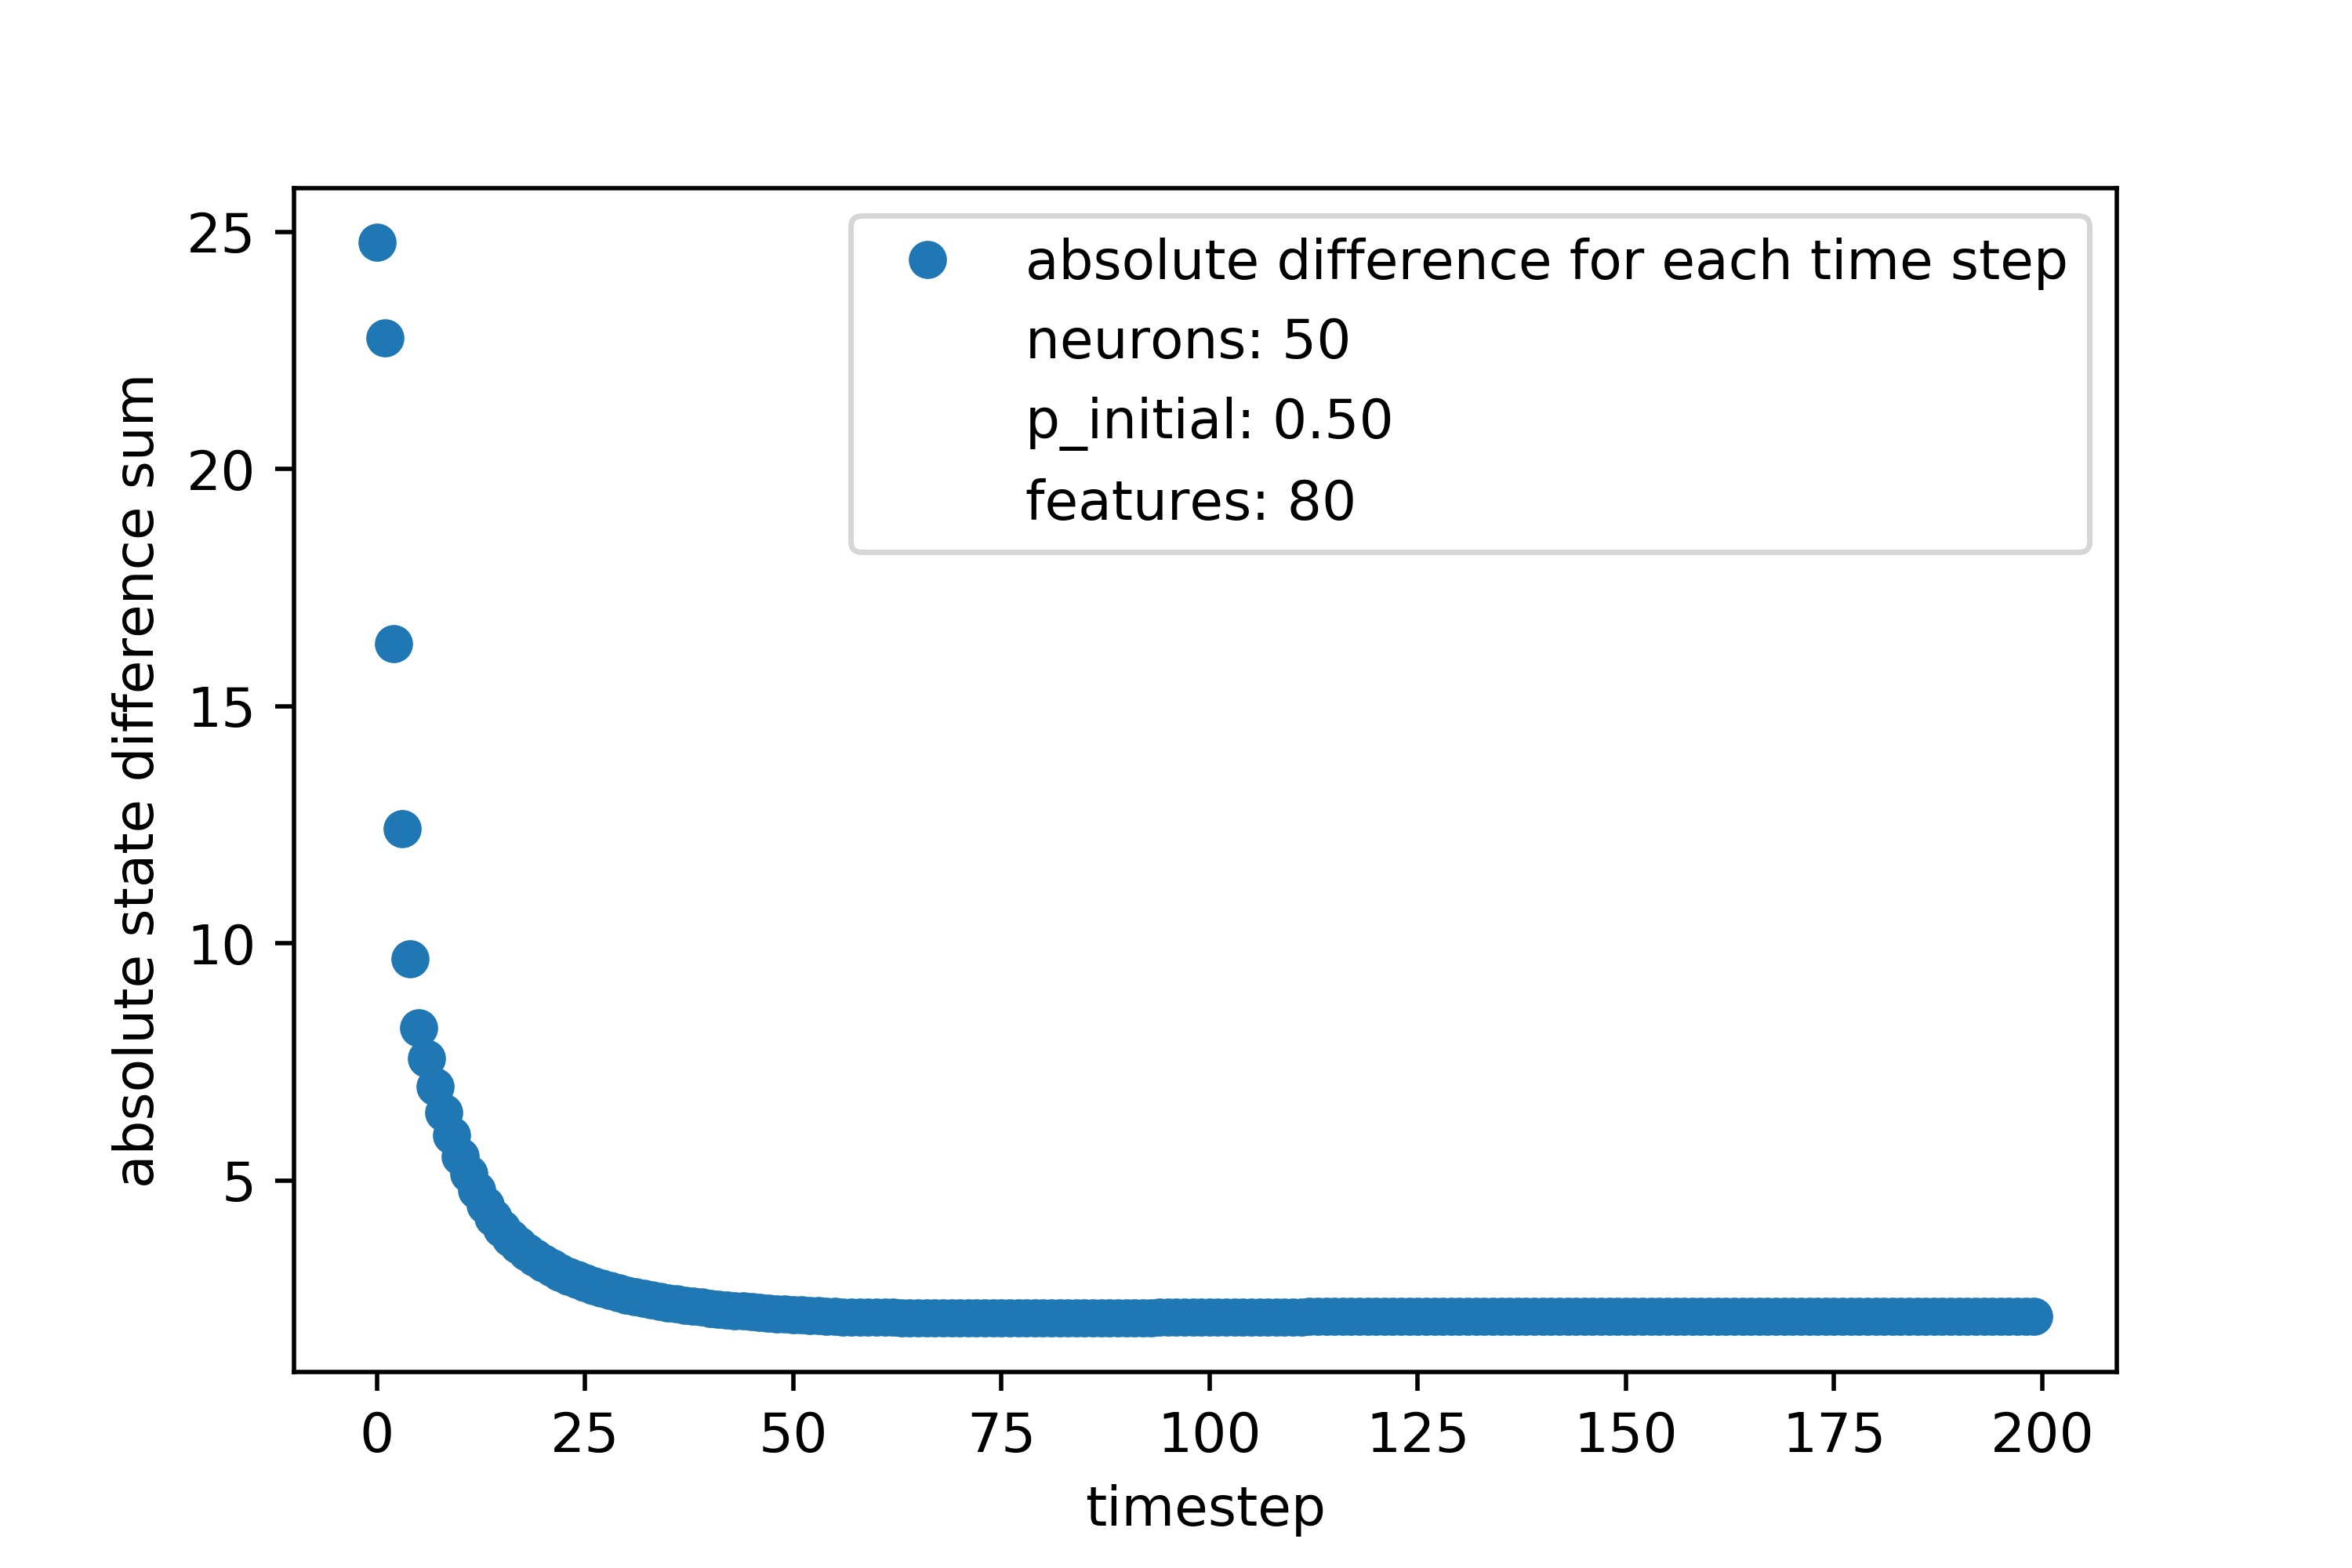 absolute difference for each time step
neurons: 50
p_initial: 0.50
features: 80
absolute state difference sum
25
20
15
10
5
0 25 50 75 100 125 150 175 200
timestep